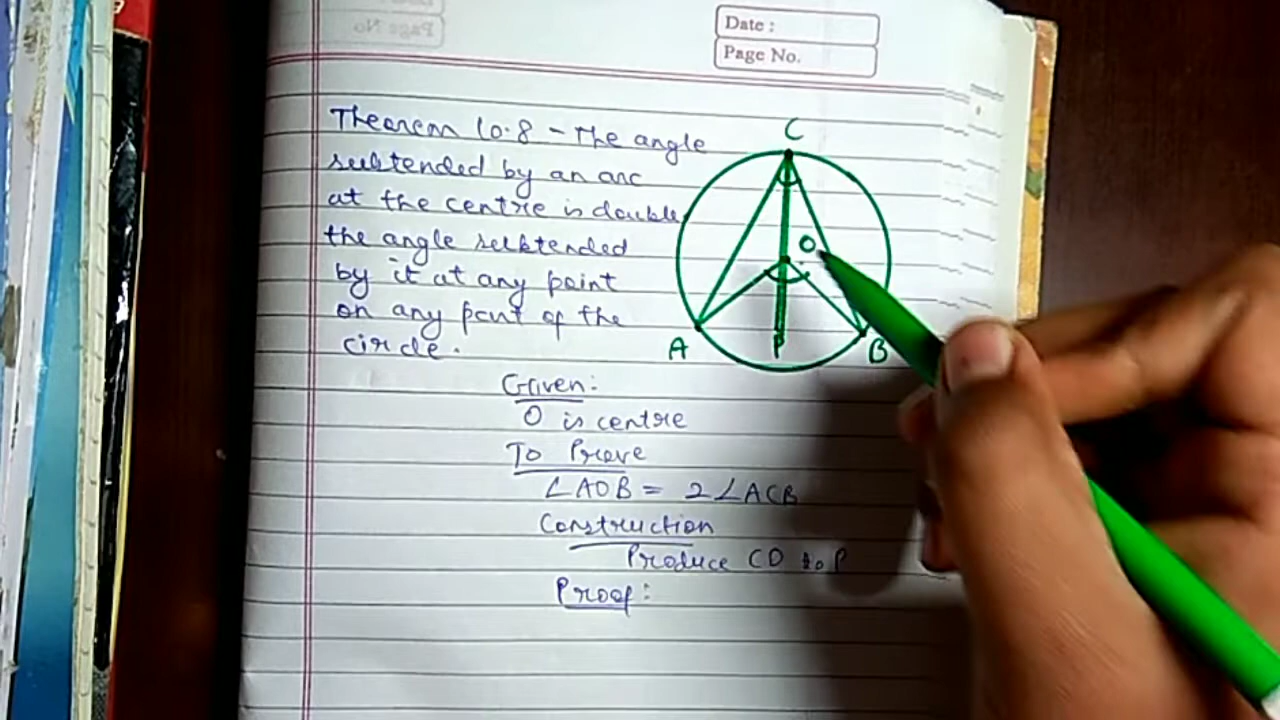 Date :
Page No.
Theorem 10.8 - The angle
subtended by an arc
at the centre is double
the angle subtended
by it at any point
on any part of the
circle.
C
O
A
P
B
Given:
O is centre
To Prove
∠AOB = 2∠ACB
Construction
Produce CO to P
Proof: